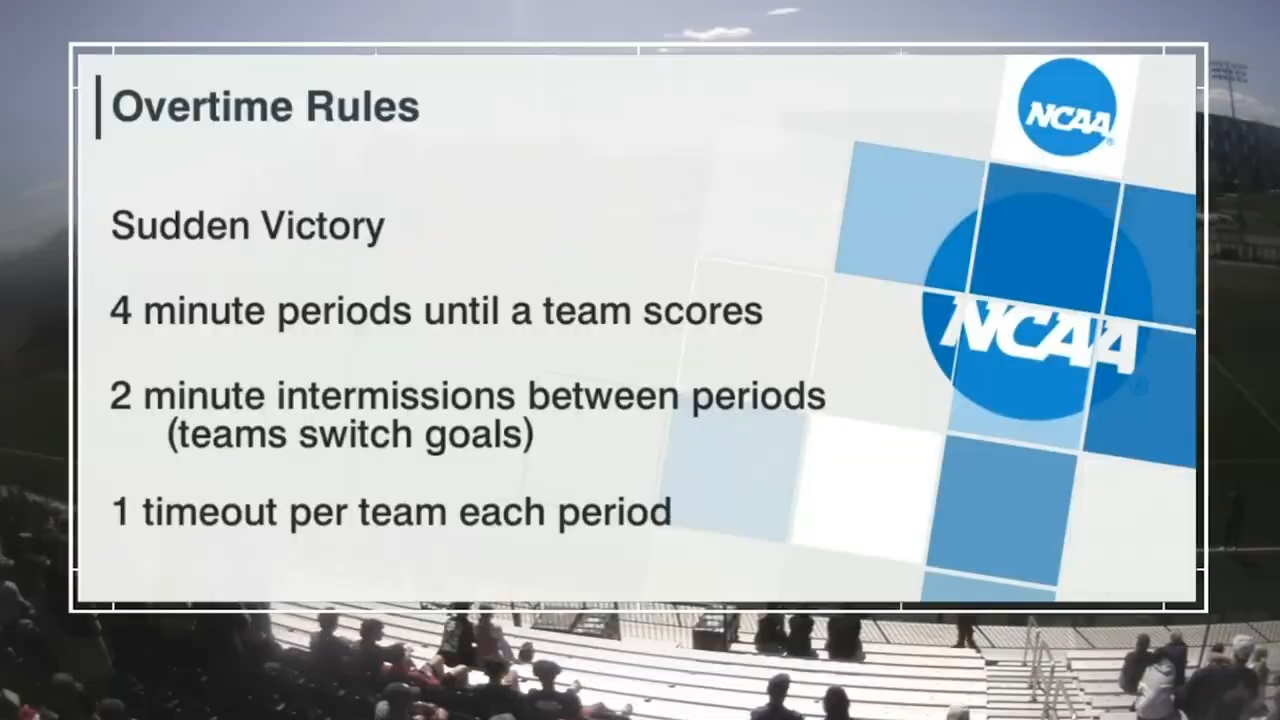 Overtime Rules
NCAA
Sudden Victory
4 minute periods until a team scores
NCAA
2 minute intermissions between periods
(teams switch goals)
1 timeout per team each period